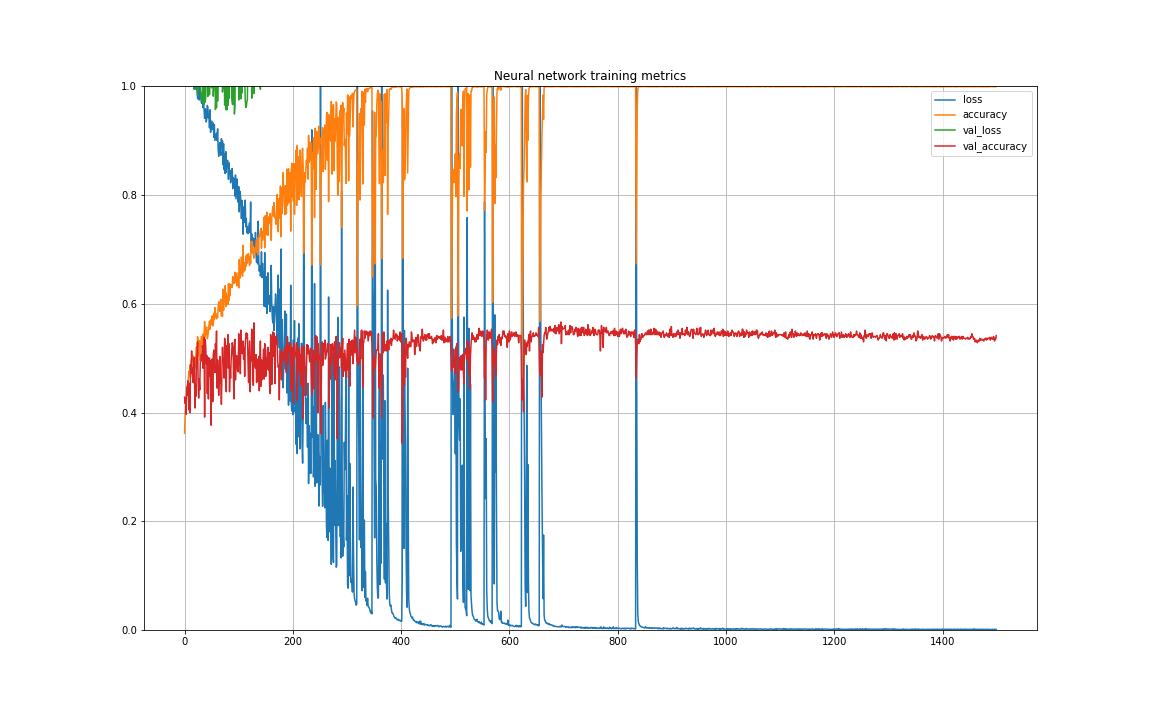 Neural network training metrics
1.0
0.8
0.6
0.4
0.2
0.0
0 200 400 600 800 1000 1200 1400
loss
accuracy
val_loss
val_accuracy